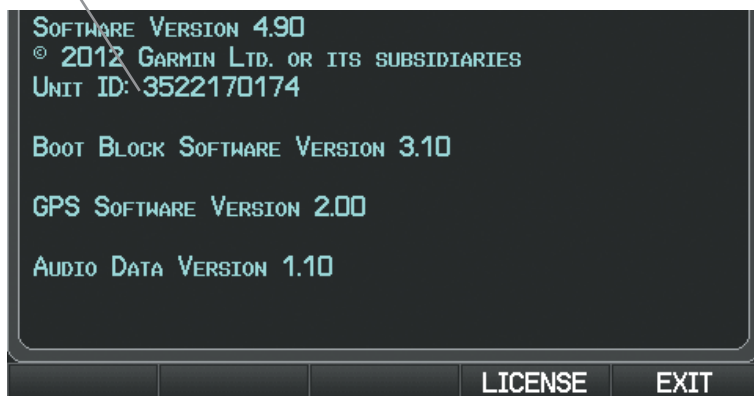 Software Version 4.90
© 2012 Garmin Ltd. or its subsidiaries
Unit ID: 3522170174
Boot Block Software Version 3.10
GPS Software Version 2.00
Audio Data Version 1.10
LICENSE EXIT